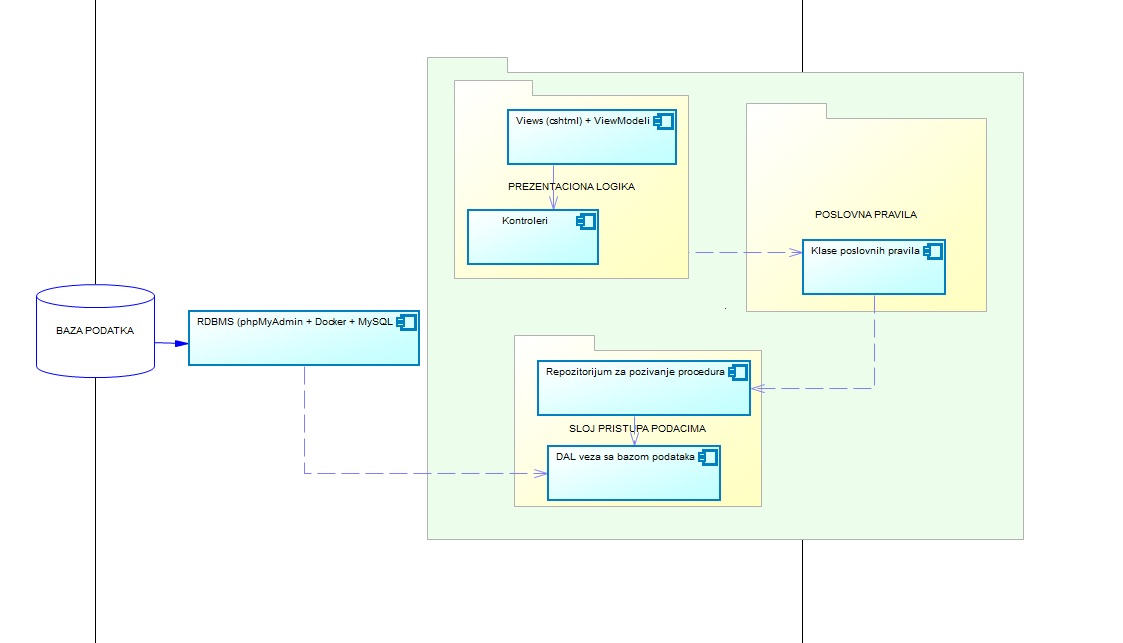 Views (cshtml) + ViewModeli
PREZENTACIONA LOGIKA
Kontroleri
POSLOVNA PRAVILA
Klase poslovnih pravila
BAZA PODATKA
RDBMS (phpMyAdmin + Docker + MySQL
Repozitorijum za pozivanje procedura
SLOJ PRISTUPA PODACIMA
DAL veza sa bazom podataka